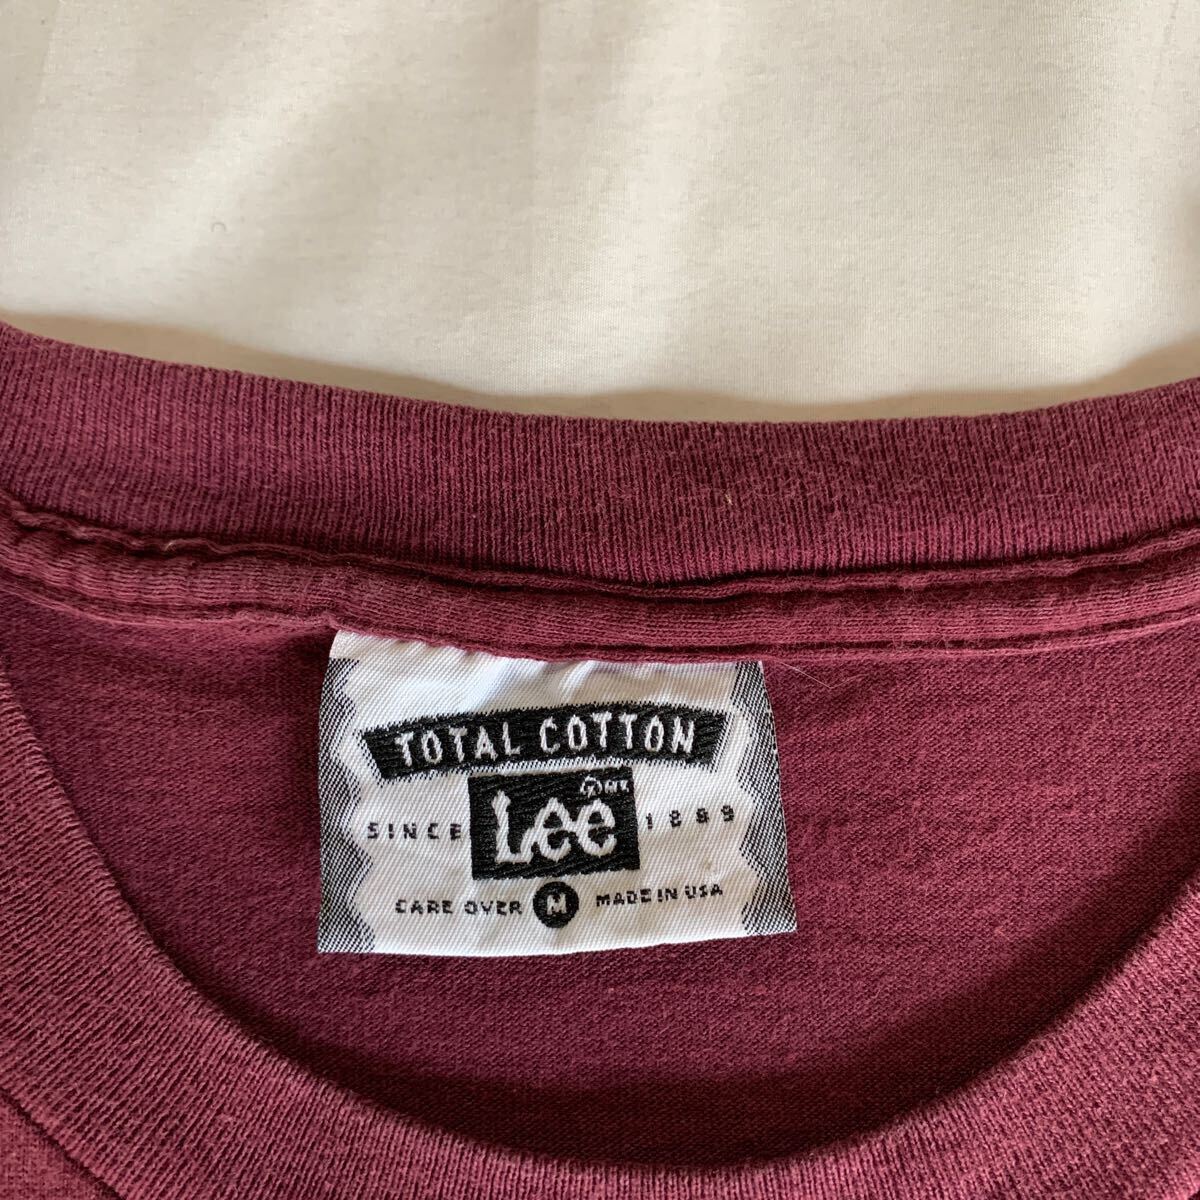 TOTAL COTTON
Lee
SINCE 1889
CARE OVER M MADE IN USA